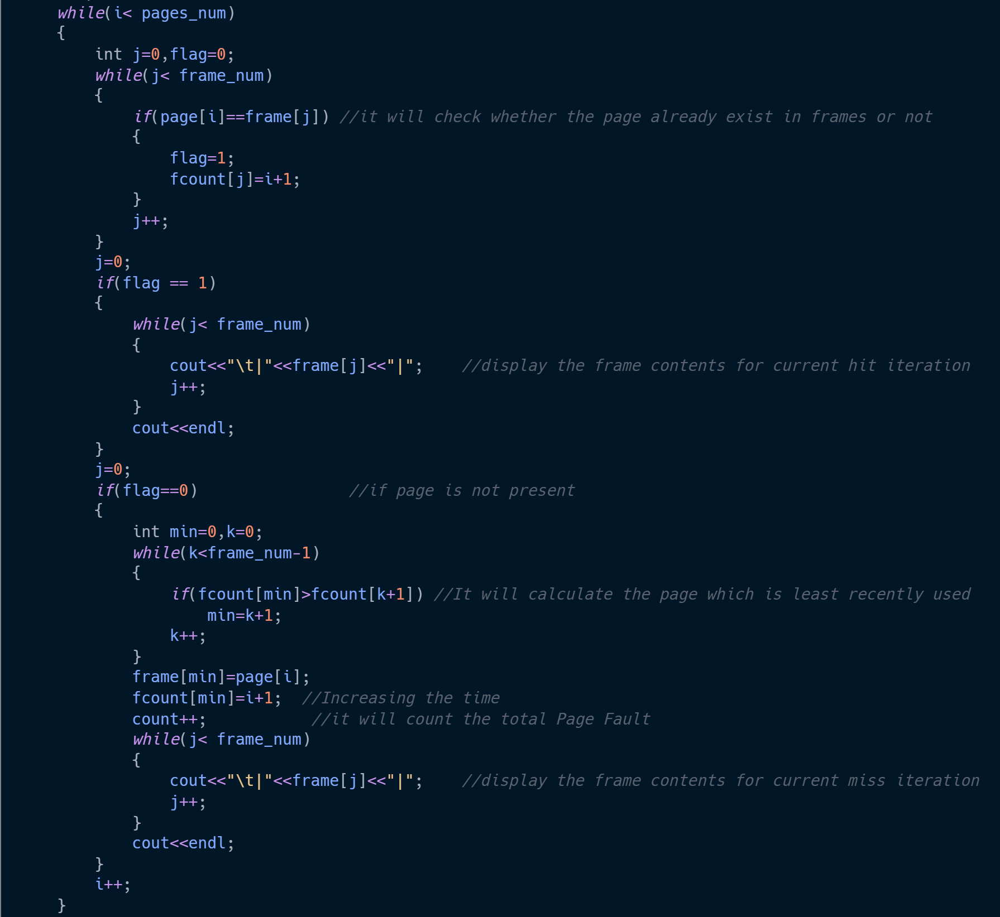 while(i< pages_num)
{
    int j=0,flag=0;
    while(j< frame_num)
    {
        if(page[i]==frame[j]) //it will check whether the page already exist in frames or not
        {
            flag=1;
            fcount[j]=i+1;
        }
        j++;
    }
    j=0;
    if(flag == 1)
    {
        while(j< frame_num)
        {
            cout<<"\t|"<<frame[j]<<"|";    //display the frame contents for current hit iteration
            j++;
        }
        cout<<endl;
    }
    j=0;
    if(flag==0)                //if page is not present
    {
        int min=0,k=0;
        while(k<frame_num-1)
        {
            if(fcount[min]>fcount[k+1]) //It will calculate the page which is least recently used
                min=k+1;
            k++;
        }
        frame[min]=page[i];
        fcount[min]=i+1;  //Increasing the time
        count++;           //it will count the total Page Fault
        while(j< frame_num)
        {
            cout<<"\t|"<<frame[j]<<"|";    //display the frame contents for current miss iteration
            j++;
        }
        cout<<endl;
    }
    i++;
}